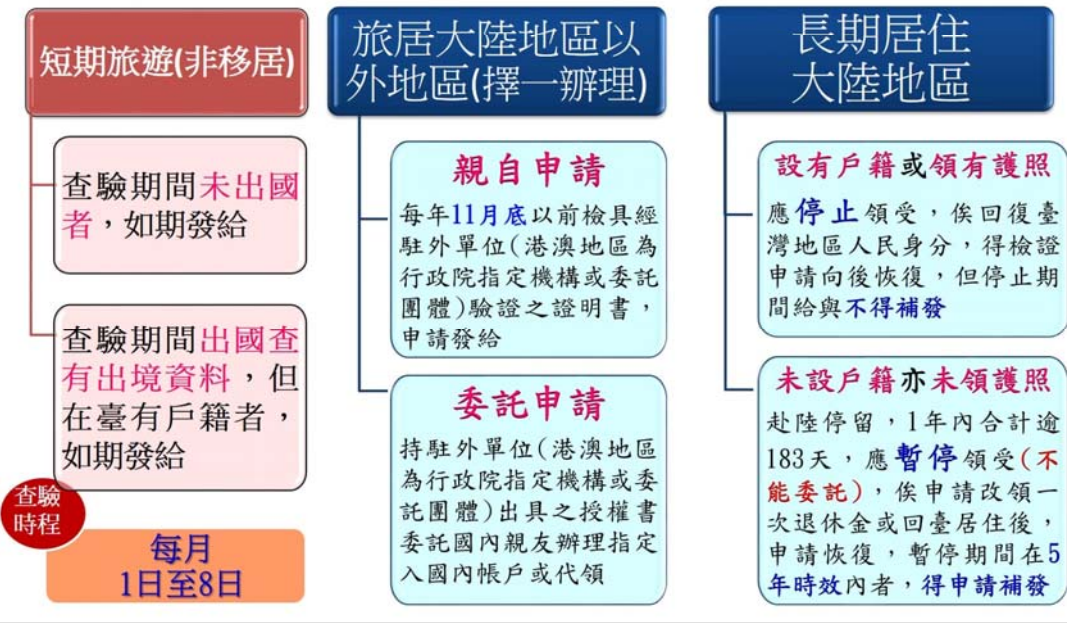 短期旅遊(非移居)
查驗期間未出國
者，如期發給
查驗期間出國查
有出境資料，但
在臺有戶籍者，
如期發給
查驗
時程
每月
1日至8日
旅居大陸地區以
外地區(擇一辦理)
親自申請
每年11月底以前檢具經
駐外單位(港澳地區為
行政院指定機構或委託
團體)驗證之證明書，
申請發給
委託申請
持駐外單位(港澳地區
為行政院指定機構或委
託團體)出具之授權書
委託國內親友辦理指定
入國內帳戶或代領
長期居住
大陸地區
設有戶籍或領有護照
應停止領受，俟回復臺
灣地區人民身分，得檢證
申請向後恢復，但停止期
間給與不得補發
未設戶籍亦未領護照
赴陸停留，1年內合計逾
183天，應暫停領受(不
能委託)，俟申請改領一
次退休金或回臺居住後，
申請恢復，暫停期間在5
年時效內者，得申請補發